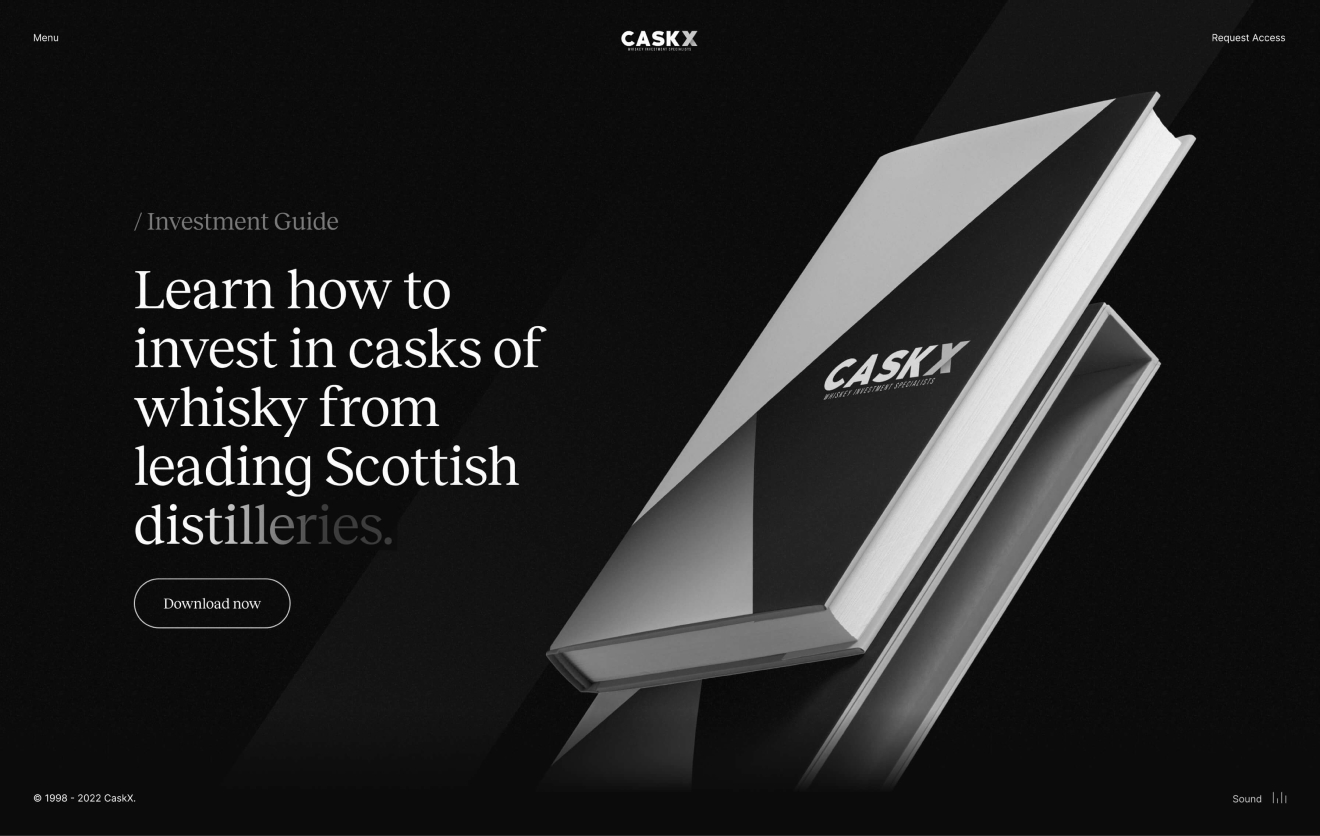 Menu
CASKX
WHISKEY INVESTMENT SPECIALISTS
Request Access
/ Investment Guide
Learn how to
invest in casks of
whisky from
leading Scottish
distilleries.
Download now
CASKX
WHISKEY INVESTMENT SPECIALISTS
© 1998 - 2022 CaskX.
Sound